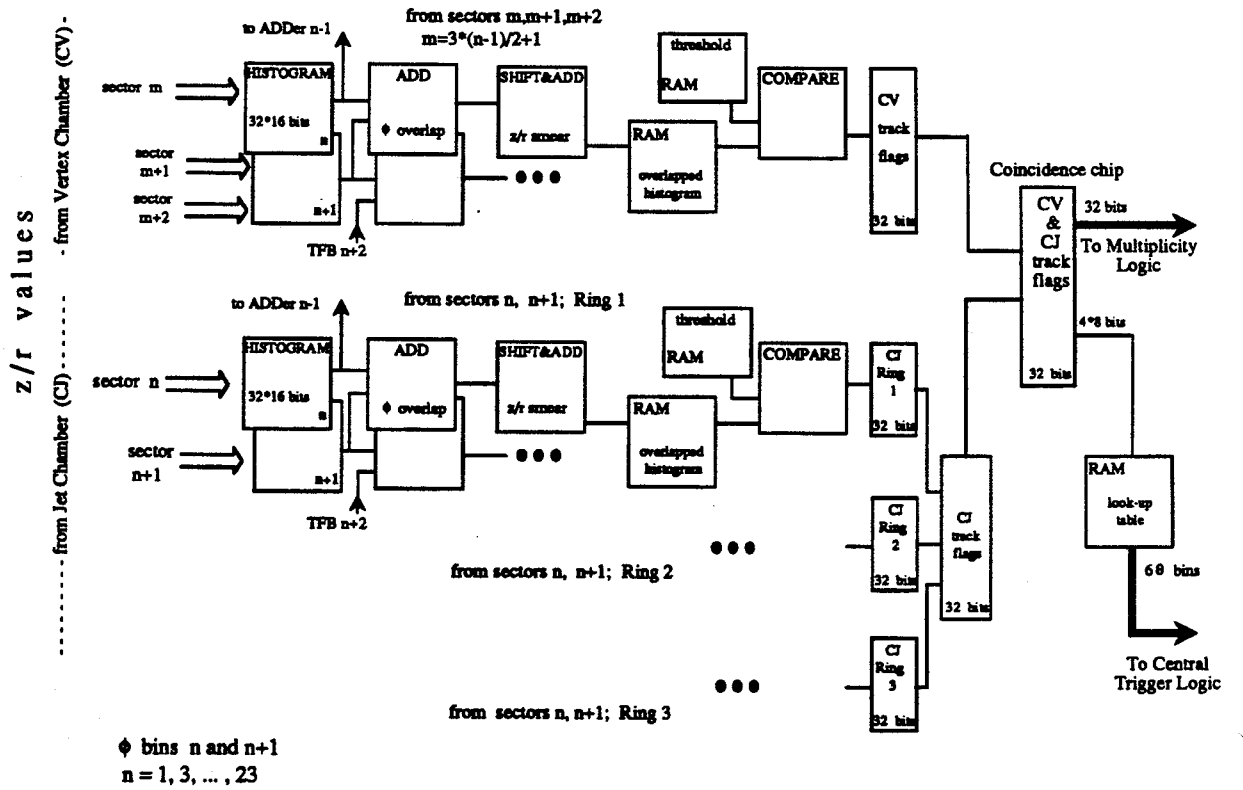 z/r values
- from Vertex Chamber (CV) -
-------- from Jet Chamber (CJ) ------
to ADDer n-1
from sectors m,m+1,m+2
m=3*(n-1)/2+1
sector m
sector
m+1
sector
m+2
HISTOGRAM
32*16 bits
n
n+1
ADD
ϕ overlap
TFB n+2
SHIFT&ADD
z/r smear
threshold
RAM
RAM
overlapped
histogram
COMPARE
CV
track
flags
32 bits
Coincidence chip
CV
&
CJ
track
flags
32 bits
32 bits
To Multiplicity
Logic
4*8 bits
to ADDer n-1
from sectors n, n+1; Ring 1
sector n
sector
n+1
HISTOGRAM
32*16 bits
n
n+1
ADD
ϕ overlap
TFB n+2
SHIFT&ADD
z/r smear
threshold
RAM
RAM
overlapped
histogram
COMPARE
CJ
Ring
1
32 bits
from sectors n, n+1; Ring 2
CJ
Ring
2
32 bits
CJ
track
flags
32 bits
RAM
look-up
table
6θ bins
To Central
Trigger Logic
from sectors n, n+1; Ring 3
CJ
Ring
3
32 bits
ϕ bins n and n+1
n = 1, 3, ... , 23